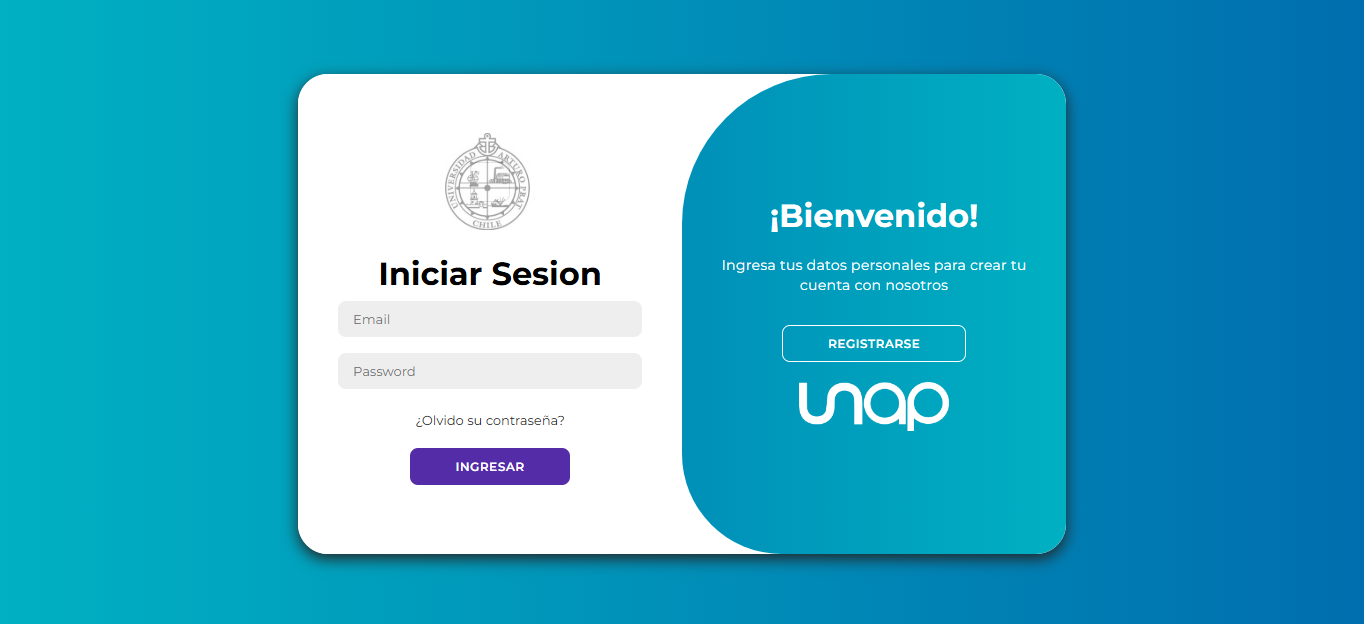 UNIVERSIDAD ARTURO PRAT
CHILE
Iniciar Sesion
Email
Password
¿Olvido su contraseña?
INGRESAR
¡Bienvenido!
Ingresa tus datos personales para crear tu
cuenta con nosotros
REGISTRARSE
unap